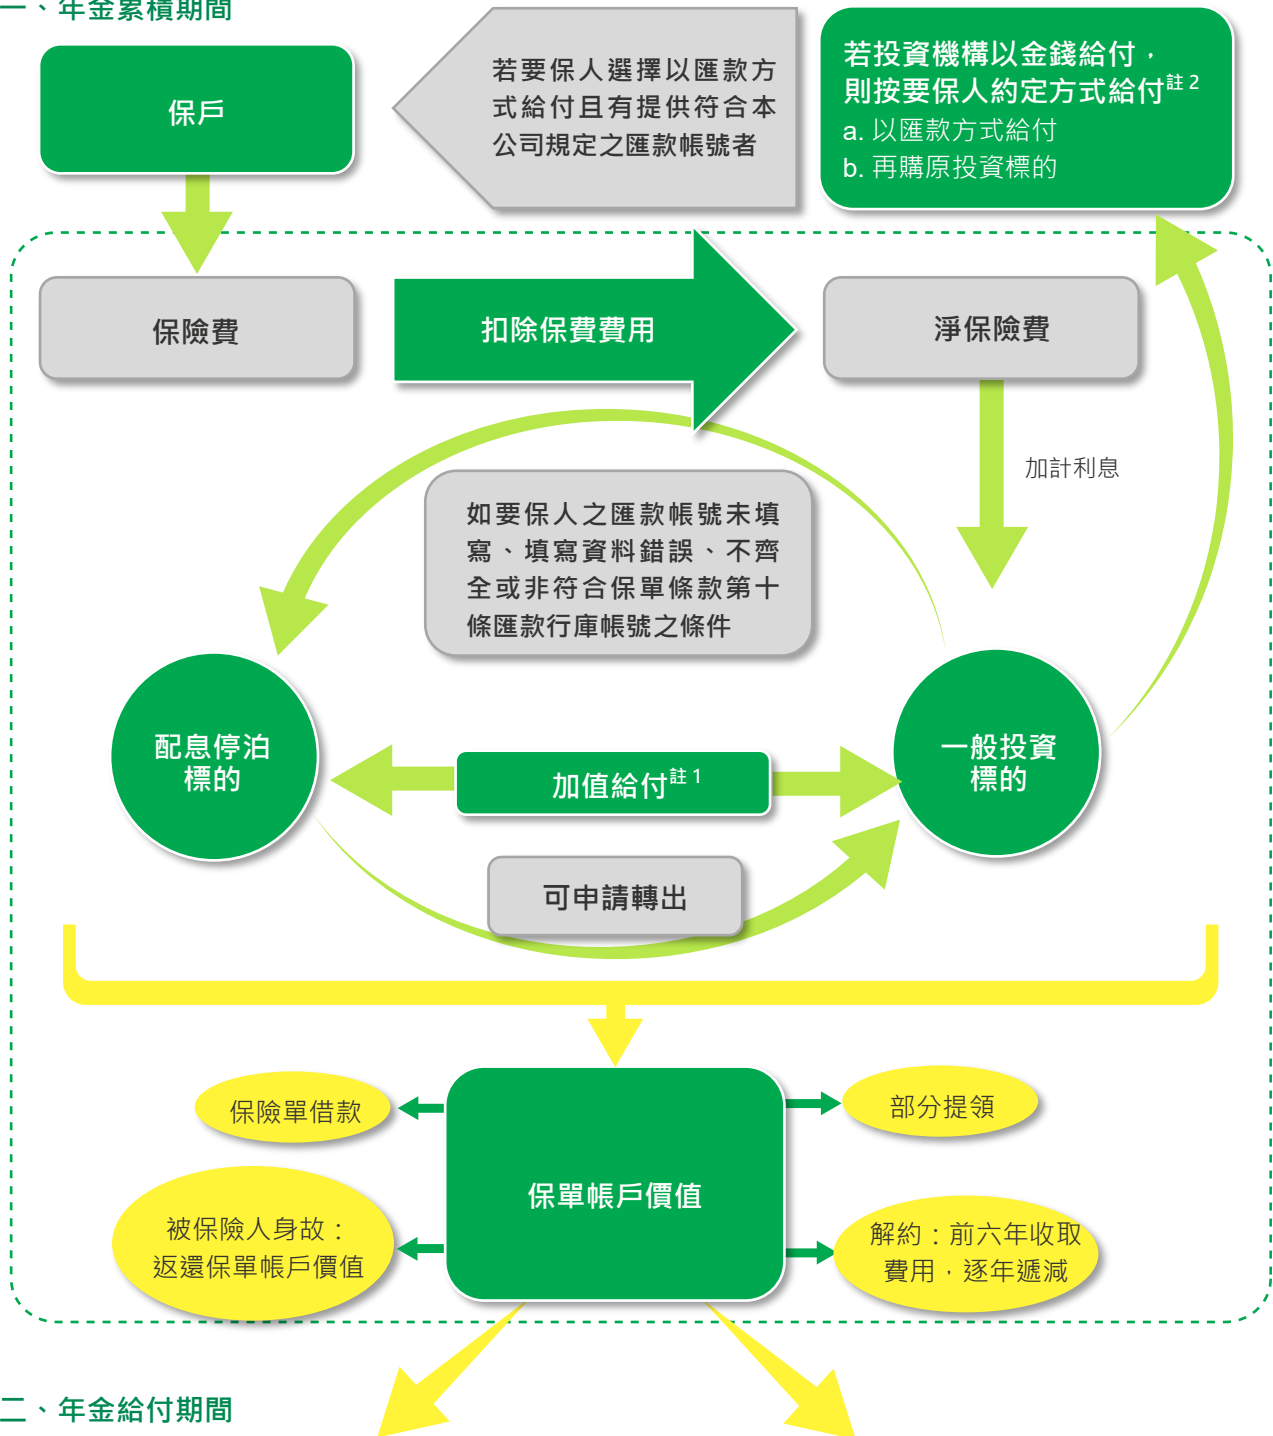 一、年金累積期間
保戶
若要保人選擇以匯款方
式給付且有提供符合本
公司規定之匯款帳號者
若投資機構以金錢給付，
則按要保人約定方式給付註2
a. 以匯款方式給付
b. 再購原投資標的
保險費
扣除保費費用
淨保險費
加計利息
如要保人之匯款帳號未填
寫、填寫資料錯誤、不齊
全或非符合保單條款第十
條匯款行庫帳號之條件
配息停泊
標的
加值給付註1
一般投資
標的
可申請轉出
保險單借款
部分提領
保單帳戶價值
被保險人身故：
返還保單帳戶價值
解約：前六年收取
費用，逐年遞減
二、年金給付期間